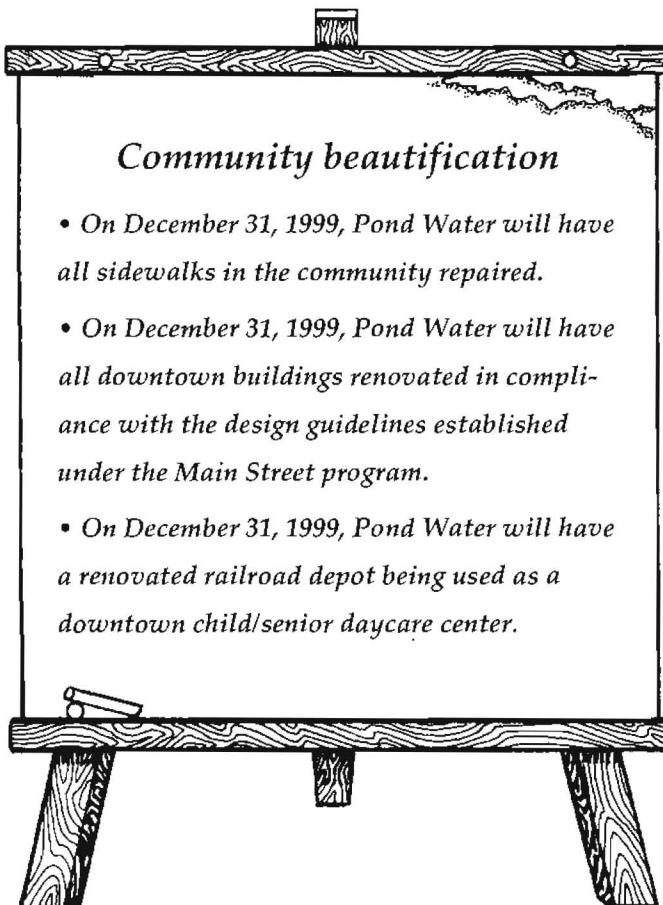 Community beautification
• On December 31, 1999, Pond Water will have
all sidewalks in the community repaired.
• On December 31, 1999, Pond Water will have
all downtown buildings renovated in compli-
ance with the design guidelines established
under the Main Street program.
• On December 31, 1999, Pond Water will have
a renovated railroad depot being used as a
downtown child/senior daycare center.